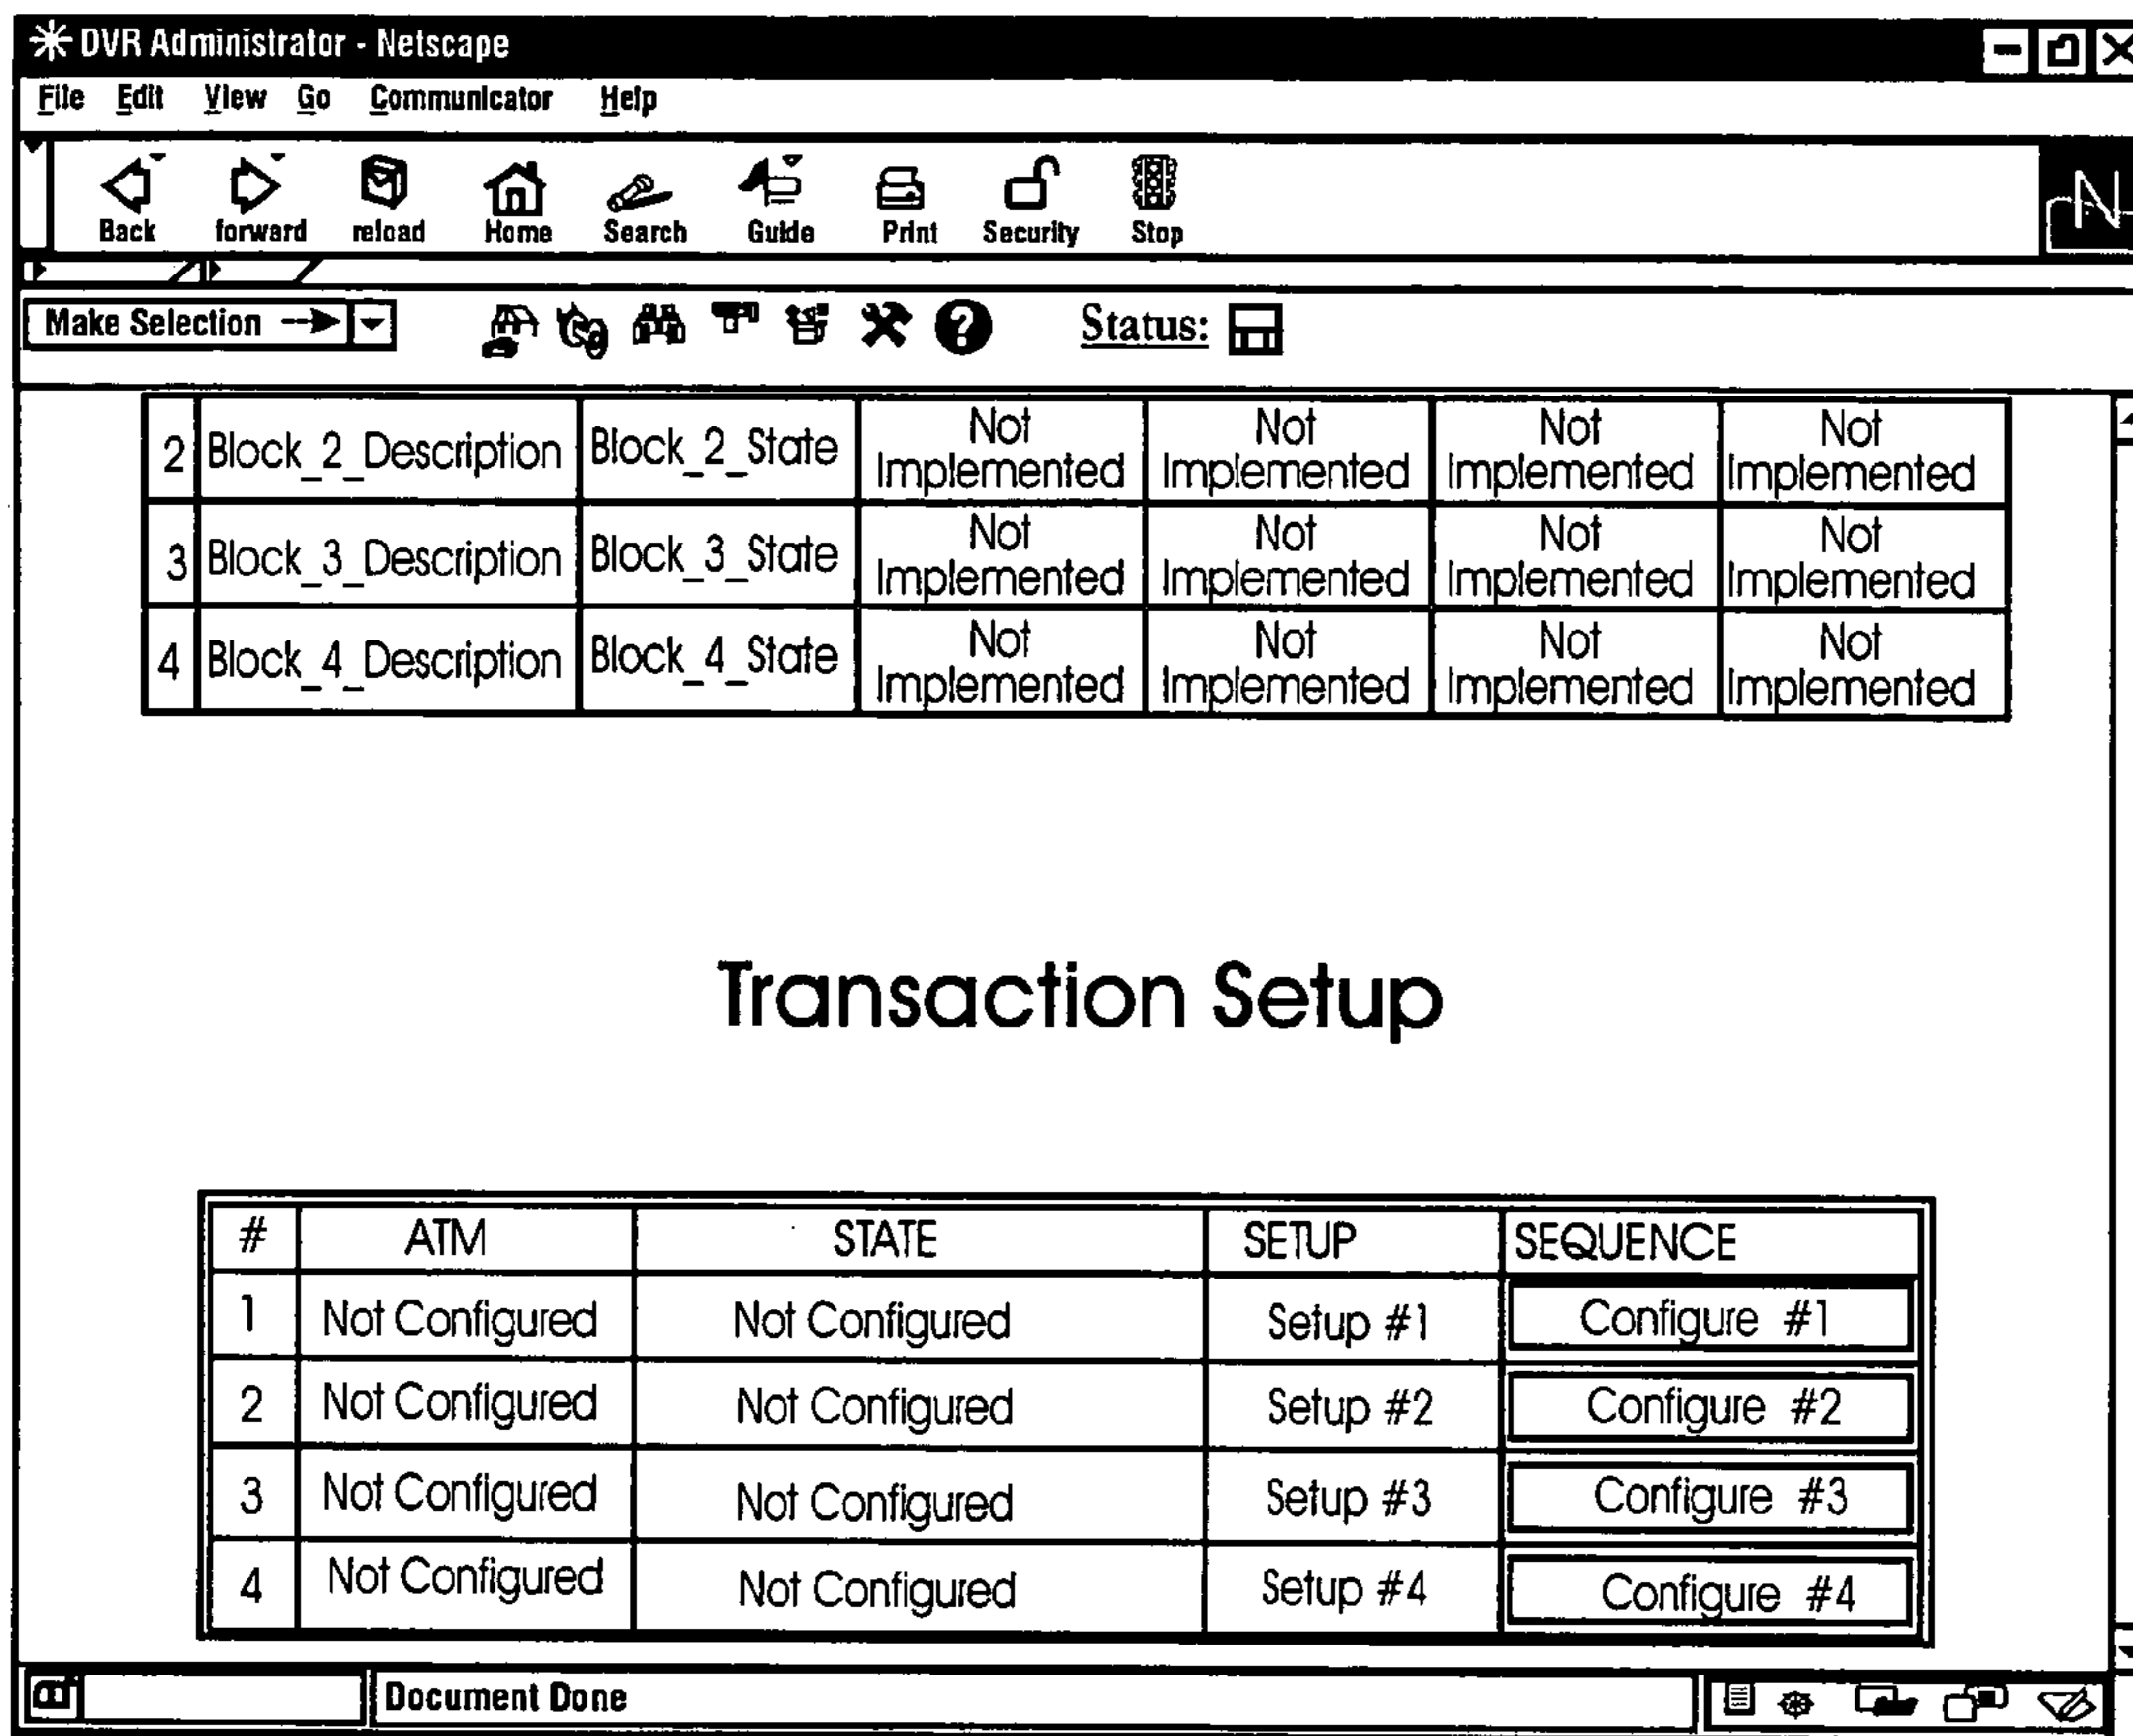 DVR Administrator - Netscape
File Edit View Go Communicator Help
Back forward reload Home Search Guide Print Security Stop
N
Make Selection --> ? Status:
2 Block_2_Description Block_2_State Not Implemented Not Implemented Not Implemented Not Implemented
3 Block_3_Description Block_3_State Not Implemented Not Implemented Not Implemented Not Implemented
4 Block_4_Description Block_4_State Not Implemented Not Implemented Not Implemented Not Implemented
Transaction Setup
# ATM STATE SETUP SEQUENCE
1 Not Configured Not Configured Setup #1 Configure #1
2 Not Configured Not Configured Setup #2 Configure #2
3 Not Configured Not Configured Setup #3 Configure #3
4 Not Configured Not Configured Setup #4 Configure #4
Document Done